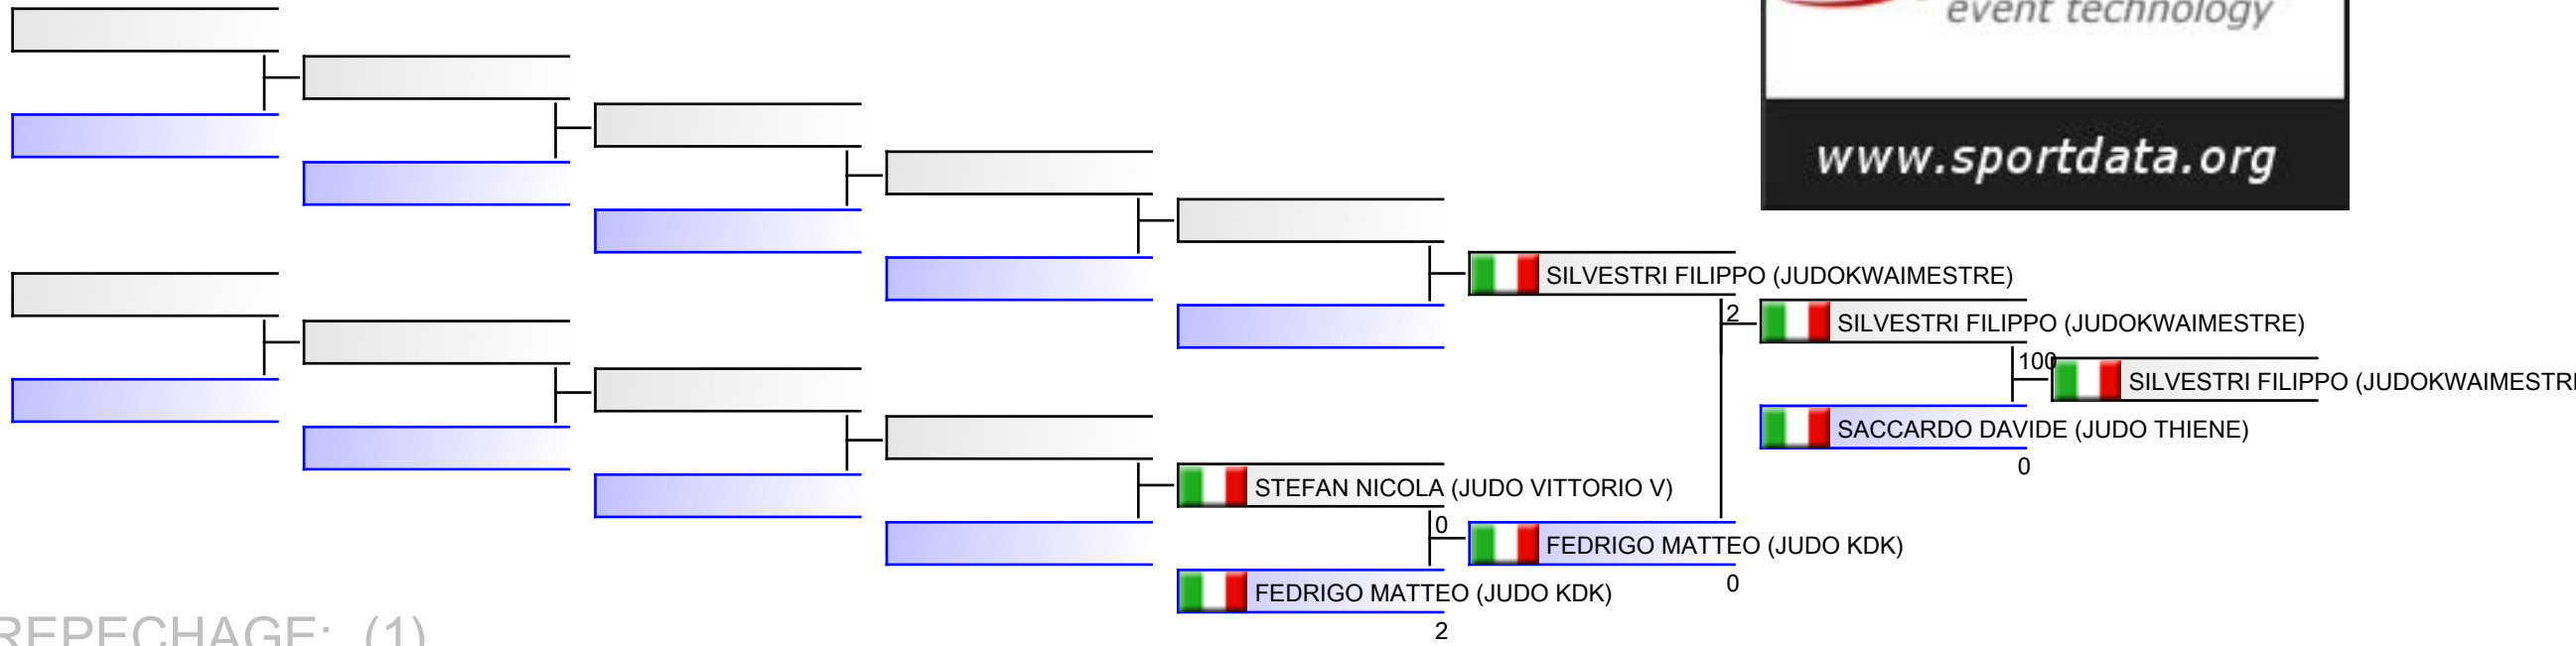 event technology
www.sportdata.org
SILVESTRI FILIPPO (JUDOKWAIMESTRE)
2
SILVESTRI FILIPPO (JUDOKWAIMESTRE)
100
SILVESTRI FILIPPO (JUDOKWAIMESTR
SACCARDO DAVIDE (JUDO THIENE)
0
STEFAN NICOLA (JUDO VITTORIO V)
0
FEDRIGO MATTEO (JUDO KDK)
0
FEDRIGO MATTEO (JUDO KDK)
2
REPECHAGE: (1)